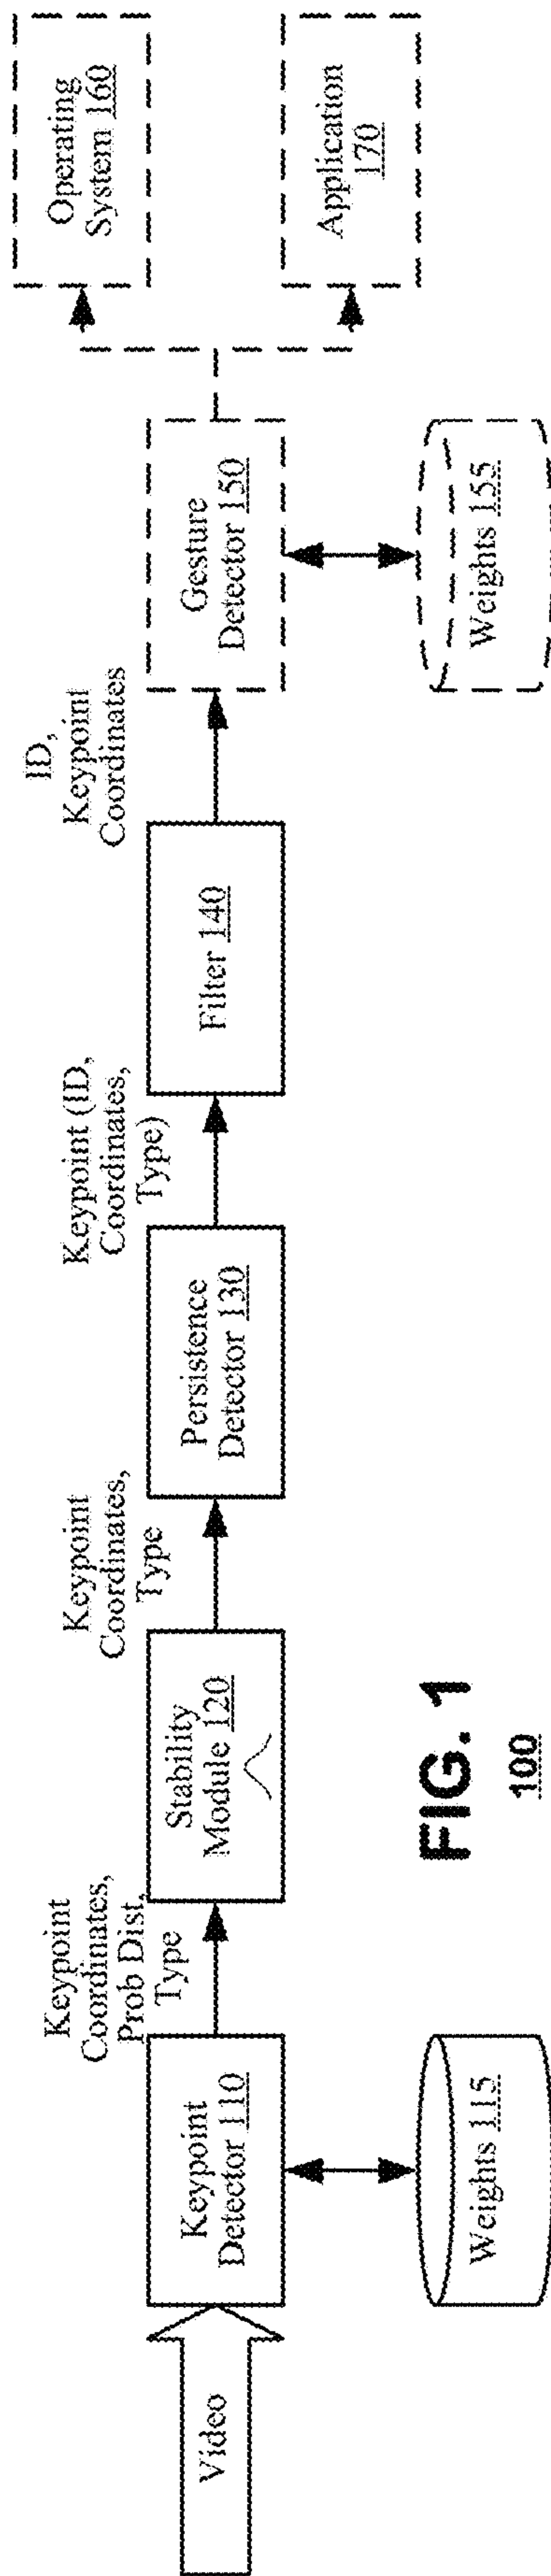 Video
Keypoint
Detector 110
Weights 115
Keypoint
Coordinates,
Prob Dist,
Type
Stability
Module 120
Keypoint
Coordinates,
Type
Persistence
Detector 130
Keypoint (ID,
Coordinates,
Type)
Filter 140
ID,
Keypoint
Coordinates
Gesture
Detector 150
Weights 155
Operating
System 160
Application
170
FIG. 1
100